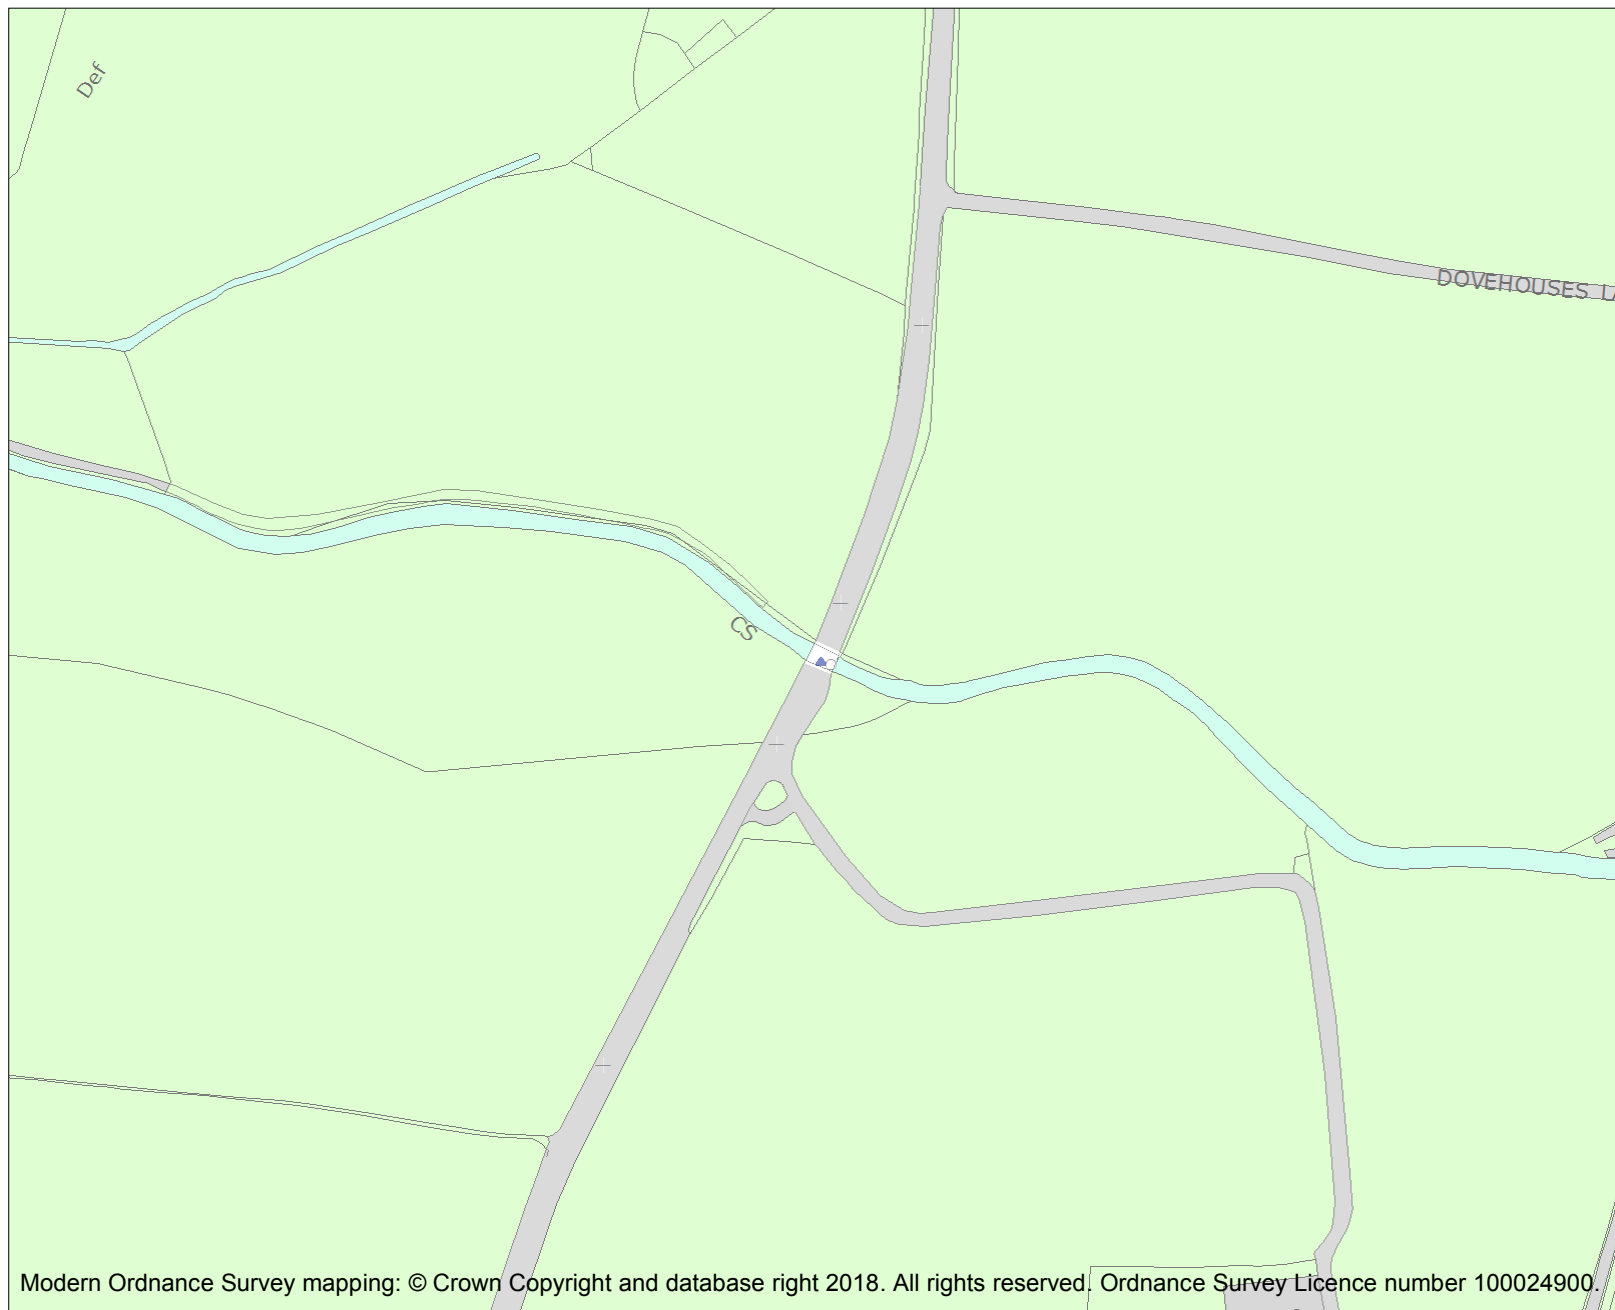 Def
DOVEHOUSES
CS
Modern Ordnance Survey mapping: © Crown Copyright and database right 2018. All rights reserved. Ordnance Survey Licence number 100024900.